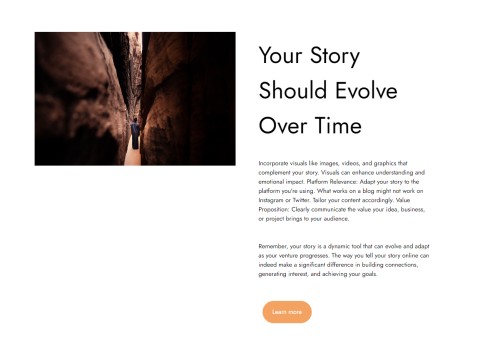 Your Story
Should Evolve
Over Time
Incorporate visuals like images, videos, and graphics that
complement your story. Visuals can enhance understanding and
emotional impact. Platform Relevance: Adapt your story to the
platform you're using. What works on a blog might not work on
Instagram or Twitter. Tailor your content accordingly. Value
Proposition: Clearly communicate the value your idea, business,
or project brings to your audience.
Remember, your story is a dynamic tool that can evolve and adapt
as your venture progresses. The way you tell your story online can
indeed make a significant difference in building connections,
generating interest, and achieving your goals.
Learn more